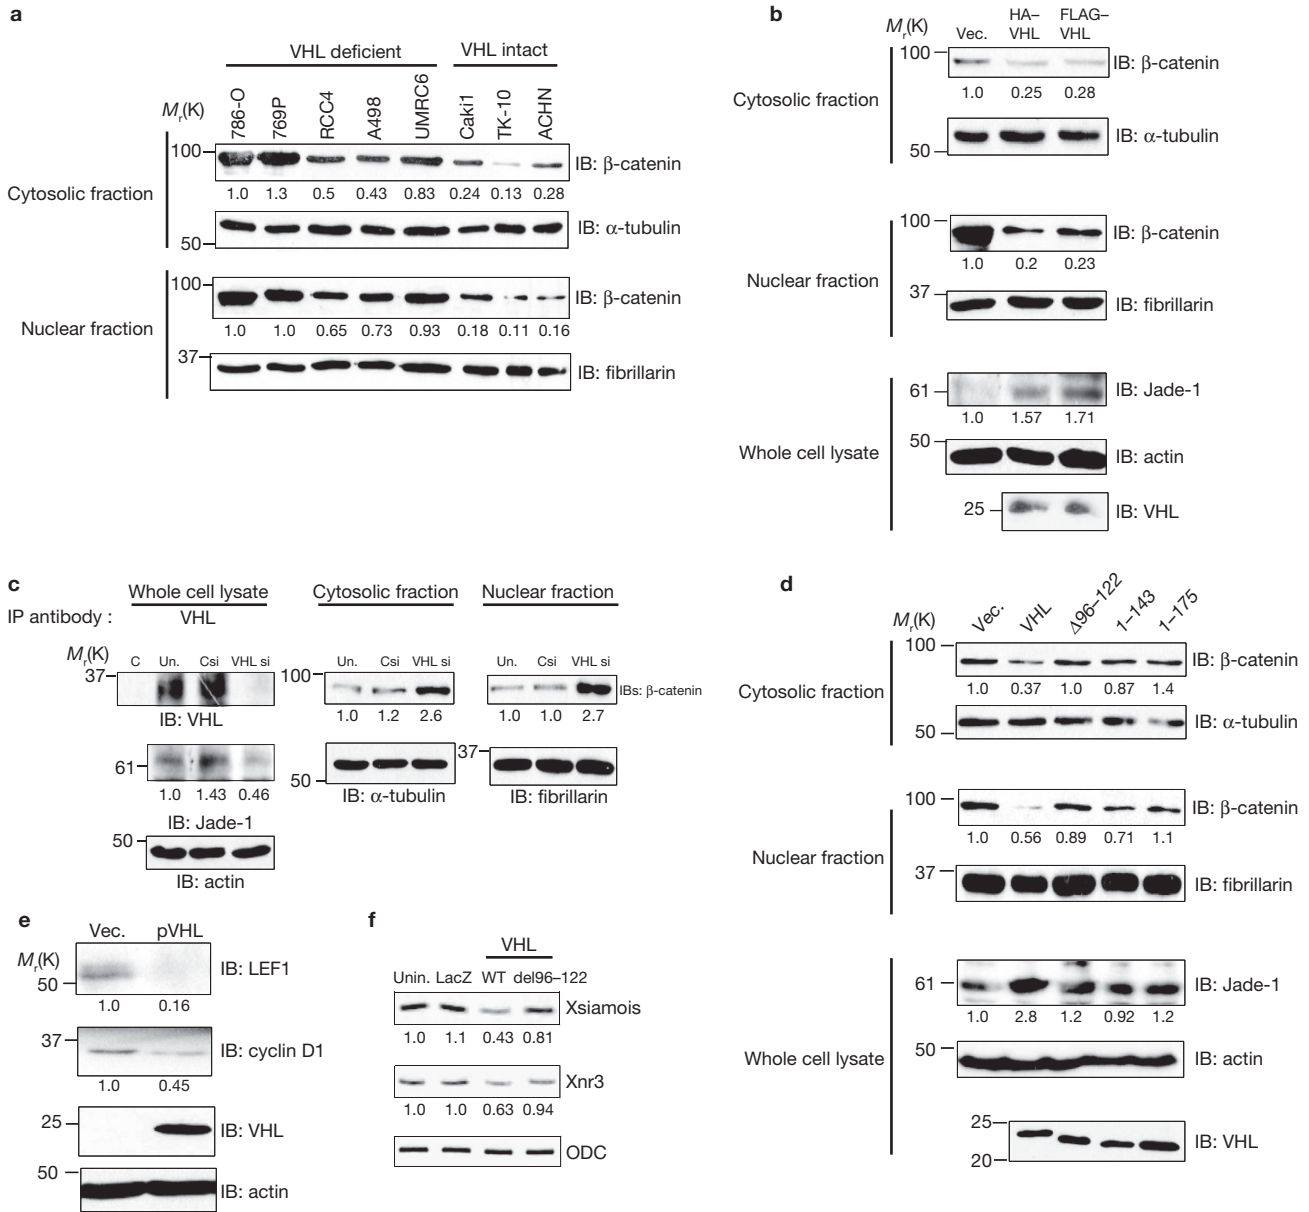 a
VHL deficient
VHL intact
Mr(K)
786-O
769P
RCC4
A498
UMRC6
Caki1
TK-10
ACHN
Cytosolic fraction
100
IB: β-catenin
1.0 1.3 0.5 0.43 0.83 0.24 0.13 0.28
50
IB: α-tubulin
Nuclear fraction
100
IB: β-catenin
1.0 1.0 0.65 0.73 0.93 0.18 0.11 0.16
37
IB: fibrillarin
b
Mr(K)
Vec.
HA–
VHL
FLAG–
VHL
Cytosolic fraction
100
IB: β-catenin
1.0 0.25 0.28
IB: α-tubulin
50
Nuclear fraction
100
IB: β-catenin
1.0 0.2 0.23
37
IB: fibrillarin
Whole cell lysate
61
IB: Jade-1
1.0 1.57 1.71
50
IB: actin
25
IB: VHL
c
Whole cell lysate
Cytosolic fraction
Nuclear fraction
IP antibody :
VHL
Mr(K)
C Un. Csi VHL si
37
IB: VHL
61
1.0 1.43 0.46
IB: Jade-1
50
IB: actin
Un. Csi VHL si
100
1.0 1.2 2.6
50
IB: α-tubulin
Un. Csi VHL si
IBs: β-catenin
1.0 1.0 2.7
37
IB: fibrillarin
d
Mr(K)
Vec.
VHL
Δ96–122
1–143
1–175
Cytosolic fraction
100
IB: β-catenin
1.0 0.37 1.0 0.87 1.4
50
IB: α-tubulin
Nuclear fraction
100
IB: β-catenin
1.0 0.56 0.89 0.71 1.1
37
IB: fibrillarin
Whole cell lysate
61
IB: Jade-1
1.0 2.8 1.2 0.92 1.2
50
IB: actin
25
IB: VHL
20
e
Vec. pVHL
Mr(K)
50
IB: LEF1
1.0 0.16
37
IB: cyclin D1
1.0 0.45
25
IB: VHL
50
IB: actin
f
VHL
Unin. LacZ WT del96–122
Xsiamois
1.0 1.1 0.43 0.81
Xnr3
1.0 1.0 0.63 0.94
ODC